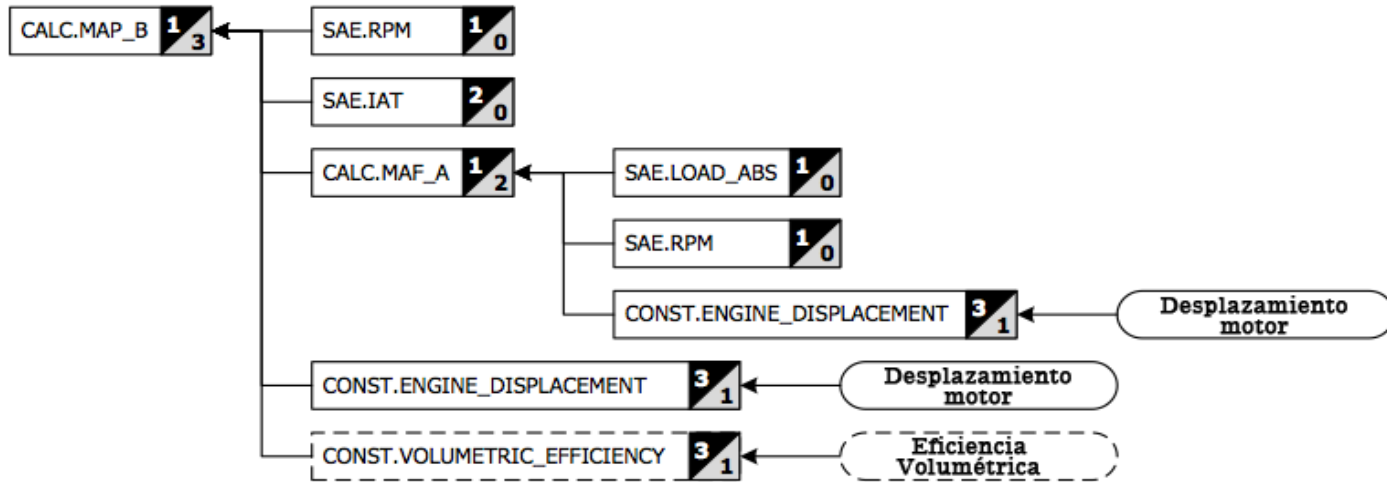 CALC.MAP_B 1 3
SAE.RPM 1 0
SAE.IAT 2 0
CALC.MAF_A 1 2
SAE.LOAD_ABS 1 0
SAE.RPM 1 0
CONST.ENGINE_DISPLACEMENT 3 1
Desplazamiento
motor
CONST.ENGINE_DISPLACEMENT 3 1
Desplazamiento
motor
CONST.VOLUMETRIC_EFFICIENCY 3 1
Eficiencia
Volumétrica